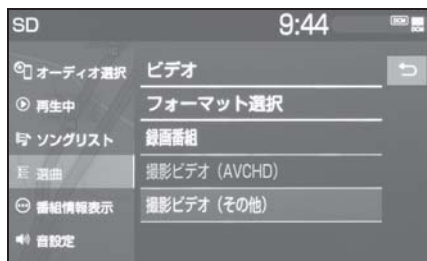 SD
9:44
オーディオ選択
再生中
ソングリスト
選曲
番組情報表示
音設定
ビデオ
フォーマット選択
録画番組
撮影ビデオ (AVCHD)
撮影ビデオ (その他)